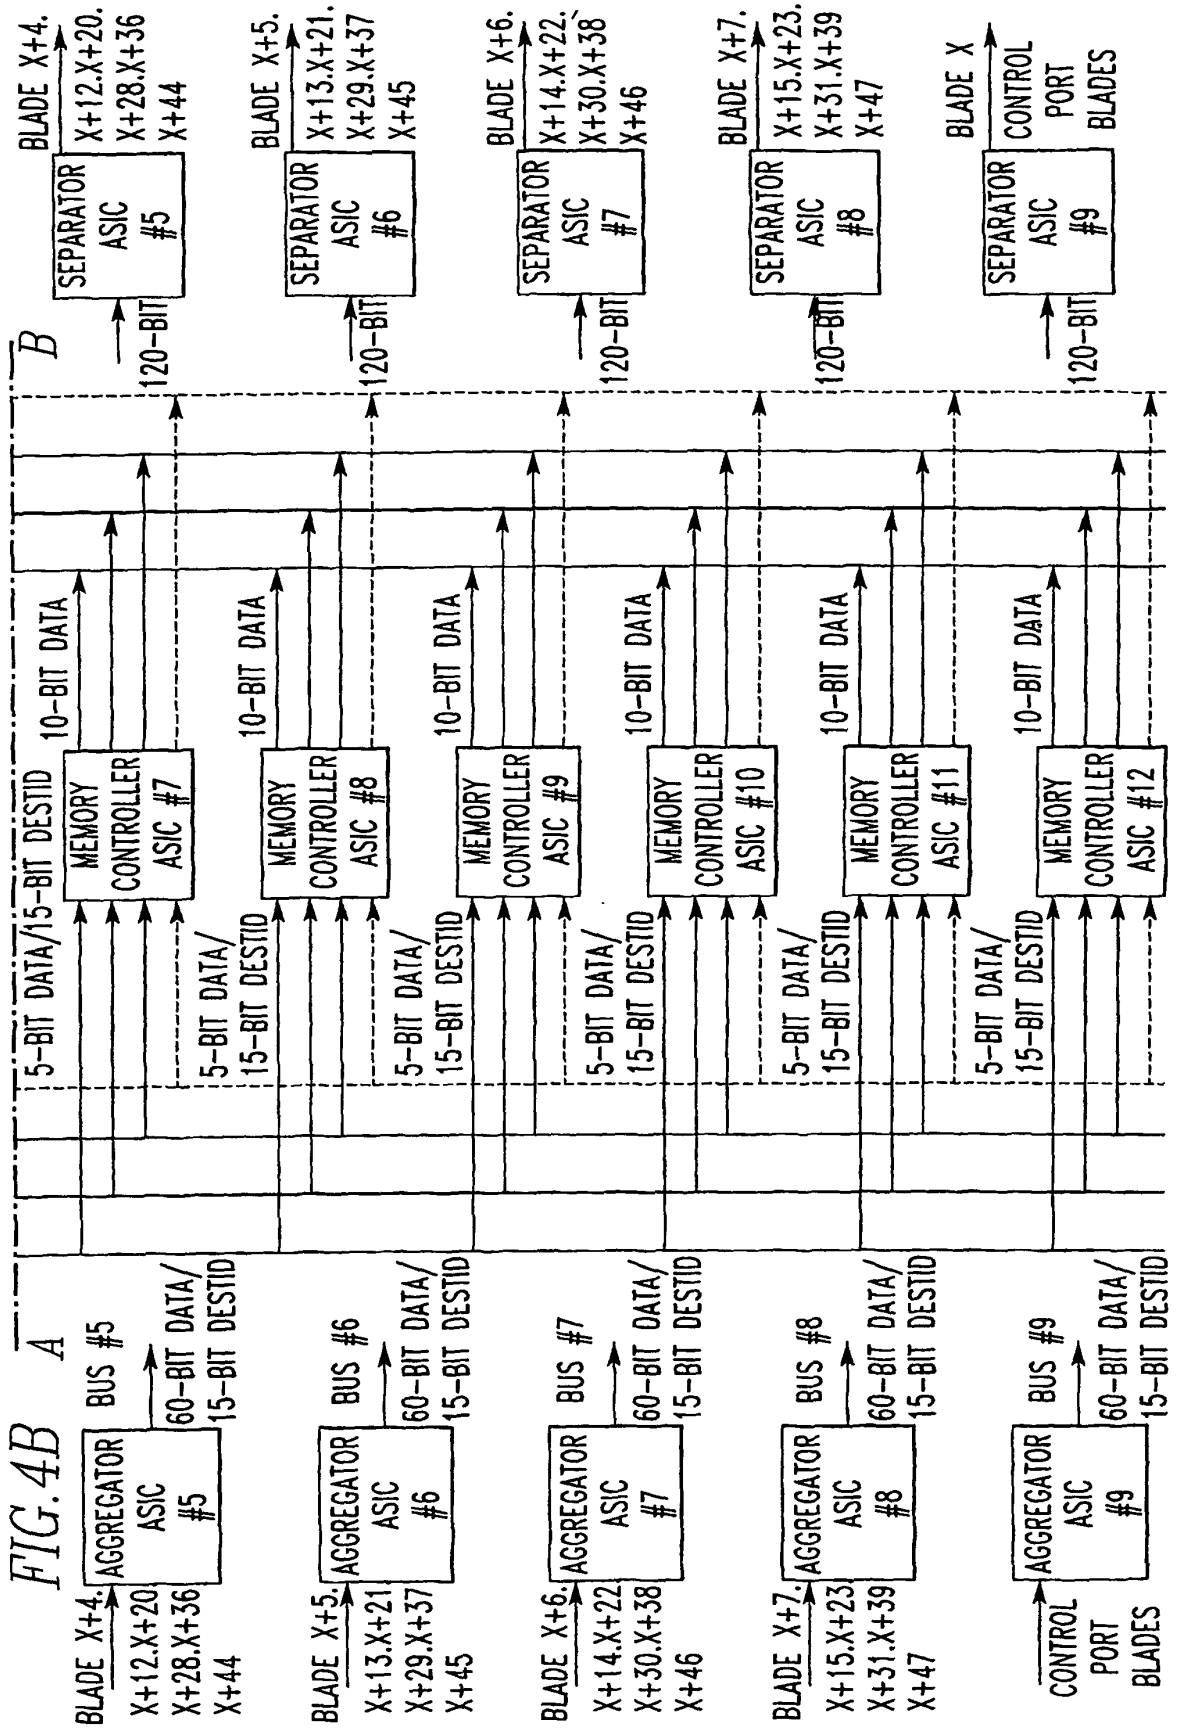 FIG. 4B
A
B
BLADE X+4.
X+12.X+20.
X+28.X+36
X+44
AGGREGATOR
ASIC
#5
BUS #5
60-BIT DATA/
15-BIT DESTID
BLADE X+5.
X+13.X+21
X+29.X+37
X+45
AGGREGATOR
ASIC
#6
BUS #6
60-BIT DATA/
15-BIT DESTID
BLADE X+6.
X+14.X+22.
X+30.X+38
X+46
AGGREGATOR
ASIC
#7
BUS #7
60-BIT DATA/
15-BIT DESTID
BLADE X+7.
X+15.X+23.
X+31.X+39
X+47
AGGREGATOR
ASIC
#8
BUS #8
60-BIT DATA/
15-BIT DESTID
CONTROL
PORT
BLADES
AGGREGATOR
ASIC
#9
BUS #9
60-BIT DATA/
15-BIT DESTID
5-BIT DATA/15-BIT DESTID
MEMORY
CONTROLLER
ASIC #7
10-BIT DATA
5-BIT DATA/
15-BIT DESTID
MEMORY
CONTROLLER
ASIC #8
10-BIT DATA
5-BIT DATA/
15-BIT DESTID
MEMORY
CONTROLLER
ASIC #9
10-BIT DATA
5-BIT DATA/
15-BIT DESTID
MEMORY
CONTROLLER
ASIC #10
10-BIT DATA
5-BIT DATA/
15-BIT DESTID
MEMORY
CONTROLLER
ASIC #11
10-BIT DATA
5-BIT DATA/
15-BIT DESTID
MEMORY
CONTROLLER
ASIC #12
10-BIT DATA
120-BIT
SEPARATOR
ASIC
#5
BLADE X+4.
X+12.X+20.
X+28.X+36
X+44
120-BIT
SEPARATOR
ASIC
#6
BLADE X+5.
X+13.X+21.
X+29.X+37
X+45
120-BIT
SEPARATOR
ASIC
#7
BLADE X+6.
X+14.X+22.
X+30.X+38
X+46
120-BIT
SEPARATOR
ASIC
#8
BLADE X+7.
X+15.X+23.
X+31.X+39
X+47
120-BIT
SEPARATOR
ASIC
#9
BLADE X
CONTROL
PORT
BLADES